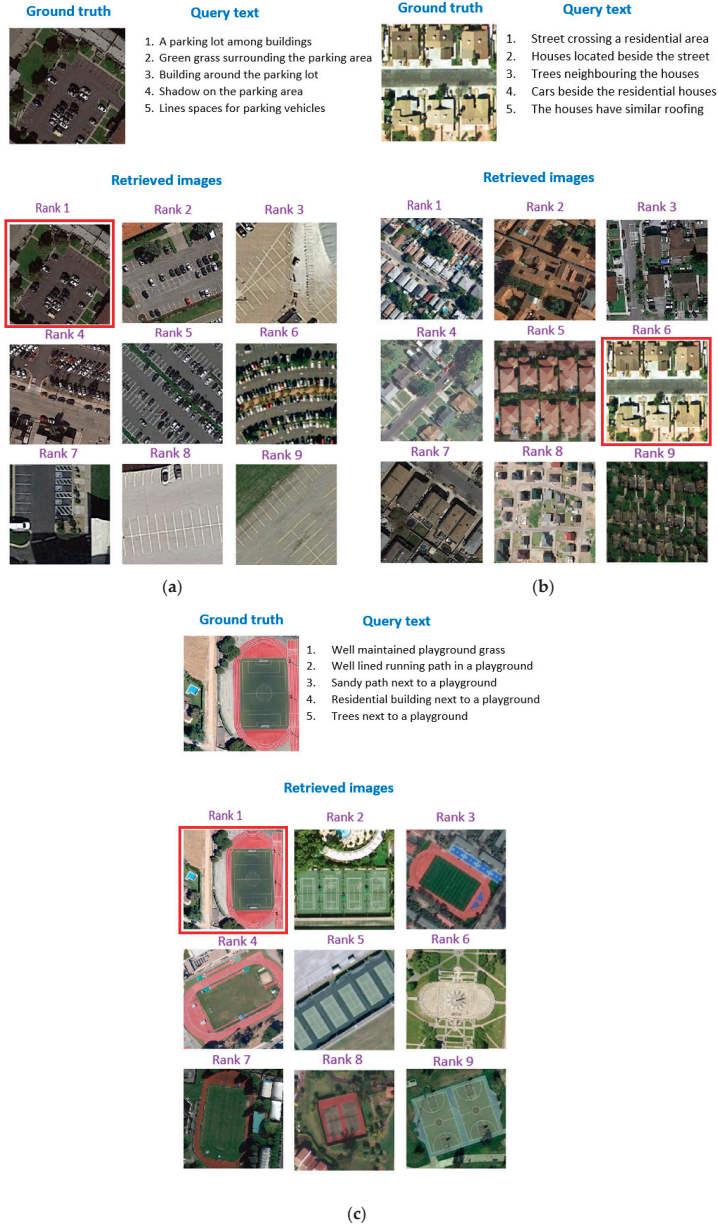 Ground truth
Query text
1. A parking lot among buildings
2. Green grass surrounding the parking area
3. Building around the parking lot
4. Shadow on the parking area
5. Lines spaces for parking vehicles
Retrieved images
Rank 1
Rank 2
Rank 3
Rank 4
Rank 5
Rank 6
Rank 7
Rank 8
Rank 9
(a)
Ground truth
Query text
1. Street crossing a residential area
2. Houses located beside the street
3. Trees neighbouring the houses
4. Cars beside the residential houses
5. The houses have similar roofing
Retrieved images
Rank 1
Rank 2
Rank 3
Rank 4
Rank 5
Rank 6
Rank 7
Rank 8
Rank 9
(b)
Ground truth
Query text
1. Well maintained playground grass
2. Well lined running path in a playground
3. Sandy path next to a playground
4. Residential building next to a playground
5. Trees next to a playground
Retrieved images
Rank 1
Rank 2
Rank 3
Rank 4
Rank 5
Rank 6
Rank 7
Rank 8
Rank 9
(c)